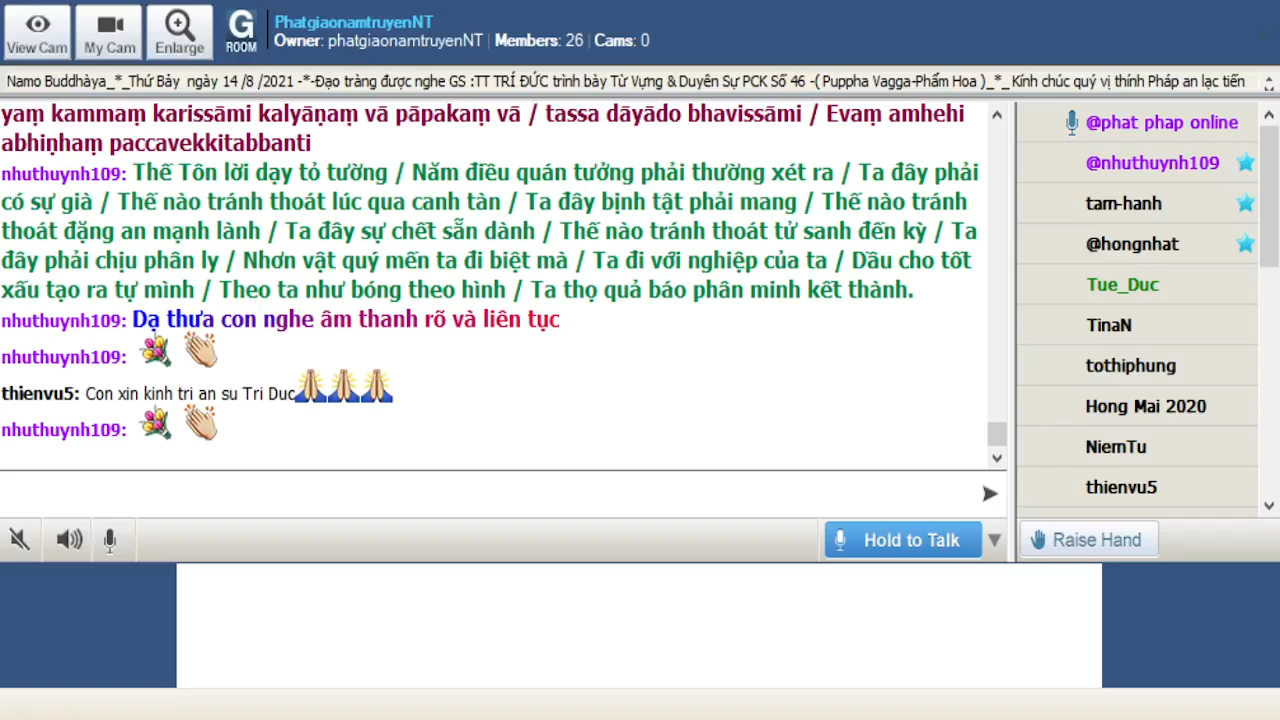 View Cam
My Cam
Enlarge
G
ROOM
PhatgiaonamtruyenNT
Owner: phatgiaonamtruyenNT | Members: 26 | Cams: 0
Namo Buddhàya_*_Thứ Bảy ngày 14 /8 /2021 -*-Đạo tràng được nghe GS :TT TRÍ ĐỨC trình bày Từ Vựng & Duyên Sự PCK Số 46 -( Puppha Vagga-Phẩm Hoa )_*_ Kính chúc quý vị thính Pháp an lạc tiến
yaṃ kammaṃ karissāmi kalyāṇaṃ vā pāpakaṃ vā / tassa dāyādo bhavissāmi / Evaṃ amhehi
abhiṇhaṃ paccavekkitabbanti
nhuthuynh109: Thế Tôn lời dạy tỏ tường / Năm điều quán tưởng phải thường xét ra / Ta đây phải
có sự già / Thế nào tránh thoát lúc qua canh tàn / Ta đây bịnh tật phải mang / Thế nào tránh
thoát đặng an mạnh lành / Ta đây sự chết sẵn dành / Thế nào tránh thoát tử sanh đến kỳ / Ta
đây phải chịu phân ly / Nhơn vật quý mến ta đi biệt mà / Ta đi với nghiệp của ta / Dầu cho tốt
xấu tạo ra tự mình / Theo ta như bóng theo hình / Ta thọ quả báo phân minh kết thành.
nhuthuynh109: Dạ thưa con nghe âm thanh rõ và liên tục
nhuthuynh109:
thienvu5: Con xin kinh tri an su Tri Duc
nhuthuynh109:
@phat phap online
@nhuthuynh109
tam-hanh
@hongnhat
Tue_Duc
TinaN
tothiphung
Hong Mai 2020
NiemTu
thienvu5
Hold to Talk
Raise Hand